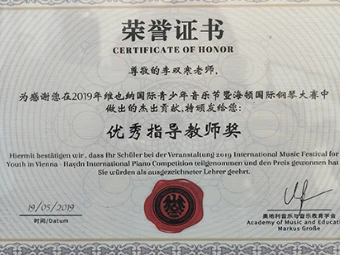 荣誉证书
CERTIFICATE OF HONOR
尊敬的李双寒老师,
为感谢您在2019年维也纳国际青少年音乐节暨海顿国际钢琴大赛中
做出的杰出贡献,特颁发给您:
优秀指导教师奖
Hiermit bestätigen wir, dass Ihr Schüler bei der Veranstaltung 2019 International Music Festival for
Youth in Vienna - Haydn International Piano Competition teilgenommen und den Preis gewonnen hat
Sie würden als ausgezeichneter Lehrer geehrt.
19/05/2019
时间/Datum
奥地利音乐与音乐教育学会
Academy of Music and Educatio
Markus Große